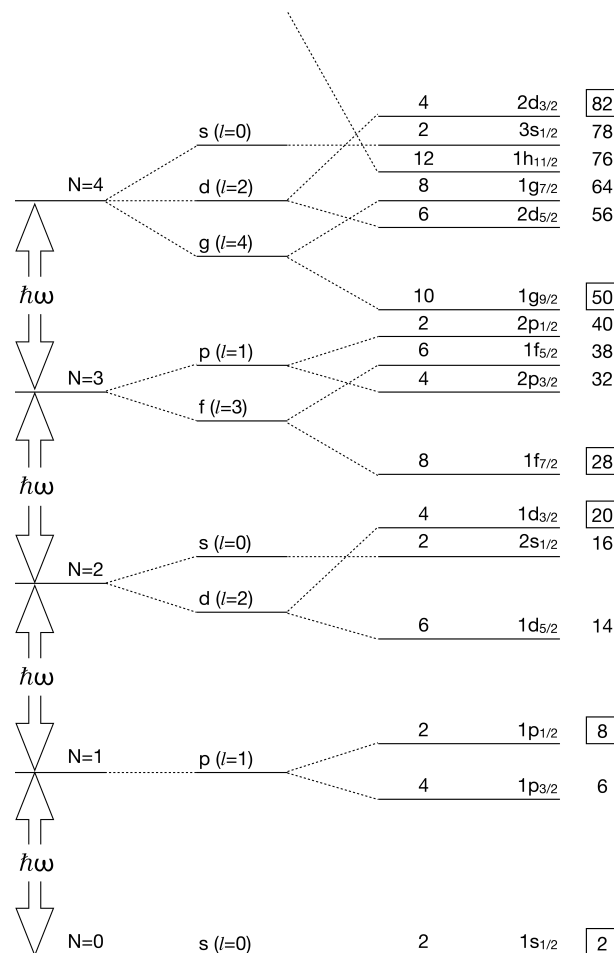 4 2d3/2 82
s (l=0) 2 3s1/2 78
12 1h11/2 76
N=4 d (l=2) 8 1g7/2 64
6 2d5/2 56
g (l=4)
ħω 10 1g9/2 50
2 2p1/2 40
p (l=1) 6 1f5/2 38
N=3 4 2p3/2 32
f (l=3)
8 1f7/2 28
ħω
4 1d3/2 20
s (l=0) 2 2s1/2 16
N=2
d (l=2)
6 1d5/2 14
ħω
2 1p1/2 8
N=1 p (l=1)
4 1p3/2 6
ħω
N=0 s (l=0) 2 1s1/2 2